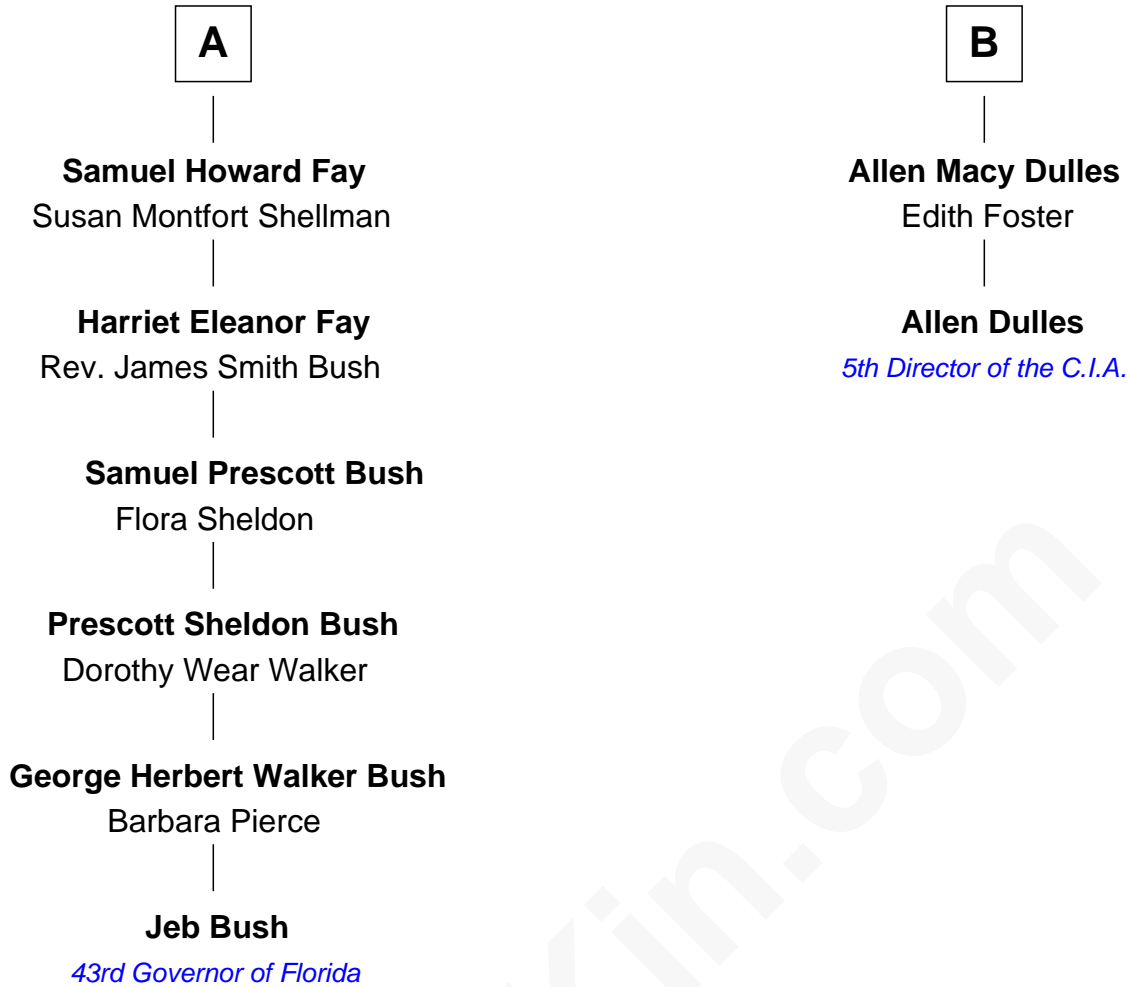 A
Samuel Howard Fay
Susan Montfort Shellman
Harriet Eleanor Fay
Rev. James Smith Bush
Samuel Prescott Bush
Flora Sheldon
Prescott Sheldon Bush
Dorothy Wear Walker
George Herbert Walker Bush
Barbara Pierce
Jeb Bush
43rd Governor of Florida
B
Allen Macy Dulles
Edith Foster
Allen Dulles
5th Director of the C.I.A.
Kin.com